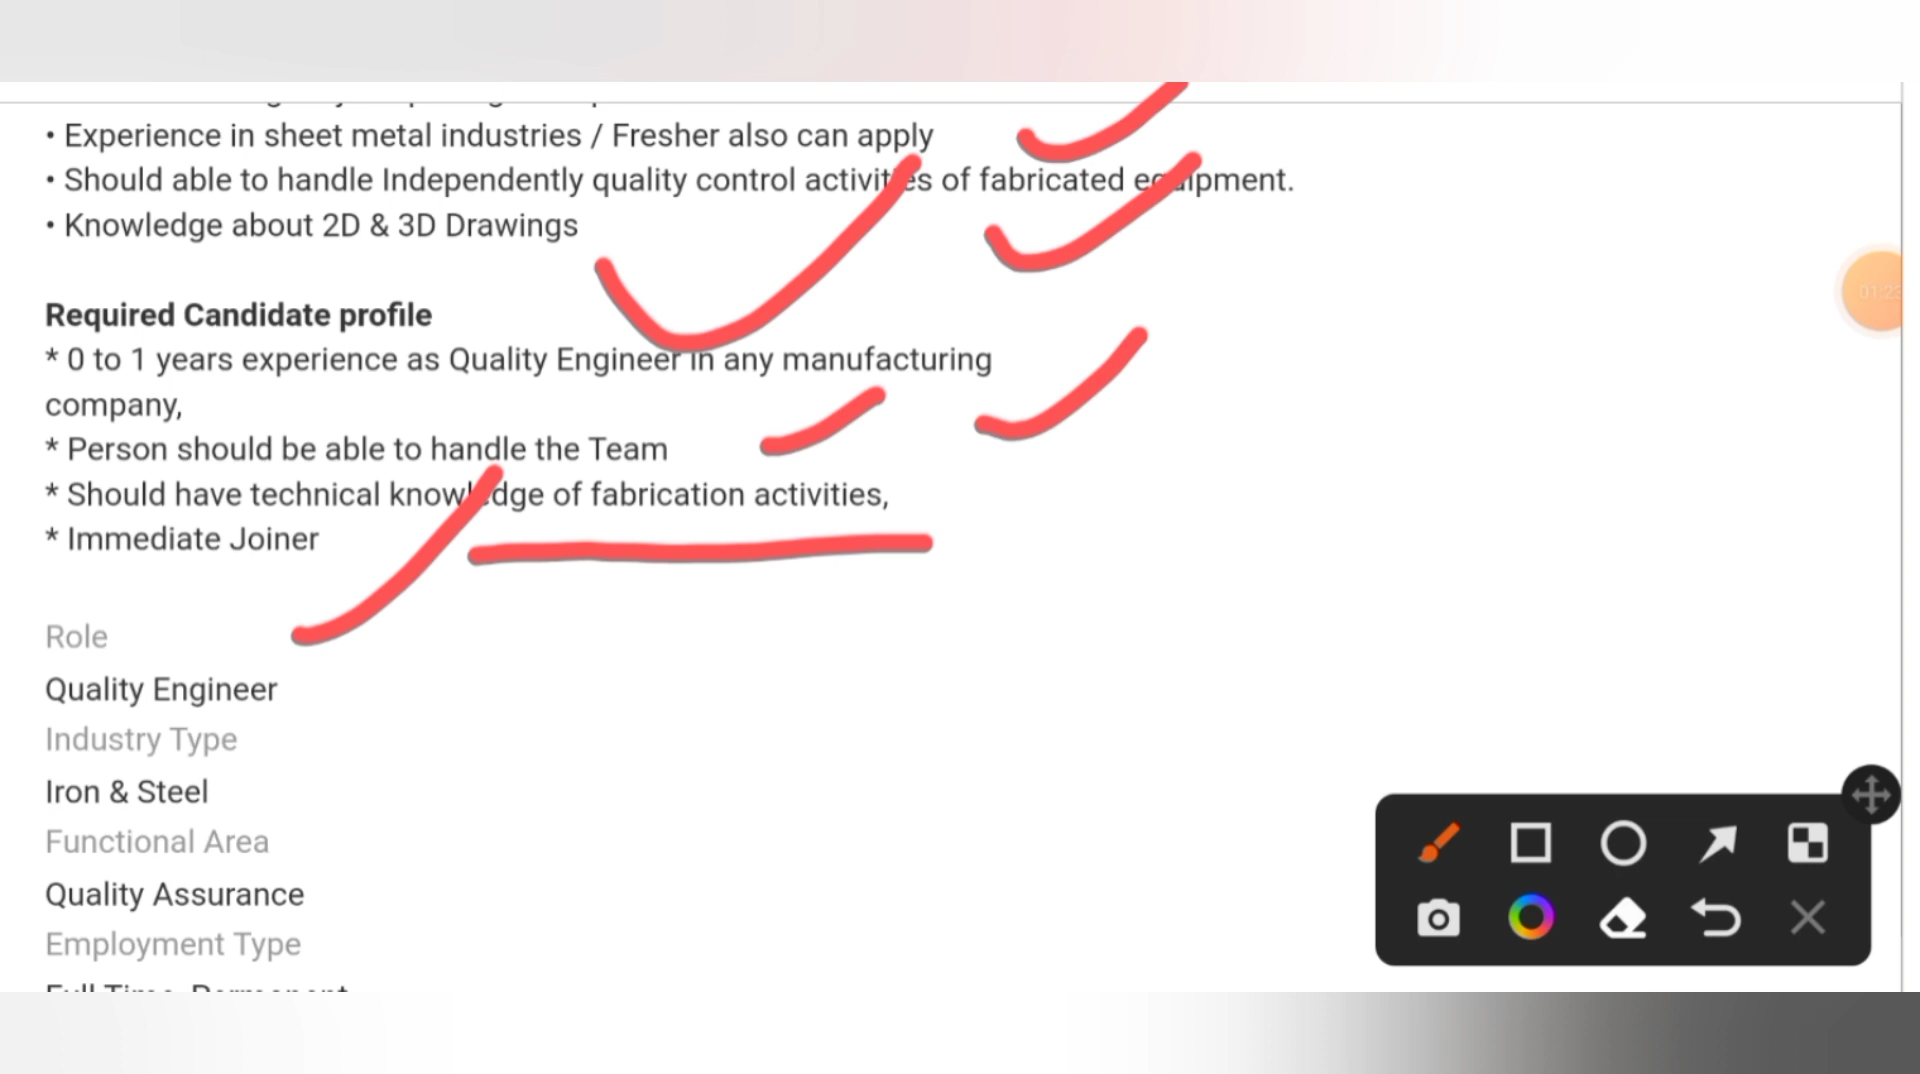 • Experience in sheet metal industries / Fresher also can apply
• Should able to handle Independently quality control activities of fabricated equipment.
• Knowledge about 2D & 3D Drawings
Required Candidate profile
* 0 to 1 years experience as Quality Engineer in any manufacturing
company,
* Person should be able to handle the Team
* Should have technical knowledge of fabrication activities,
* Immediate Joiner
Role
Quality Engineer
Industry Type
Iron & Steel
Functional Area
Quality Assurance
Employment Type
Full Time, Permanent